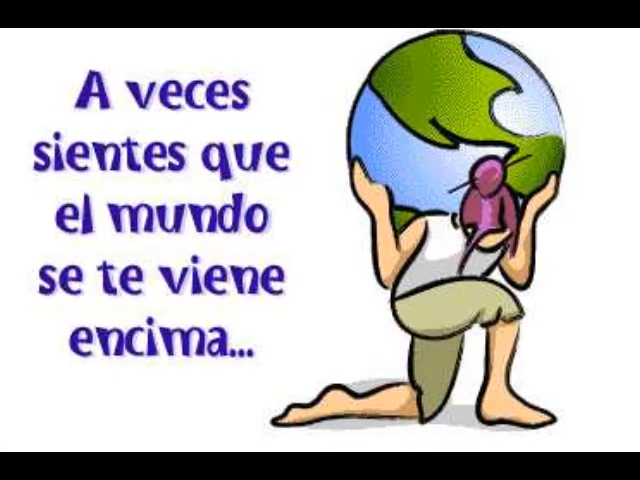 A veces
sientes que
el mundo
se te viene
encima...